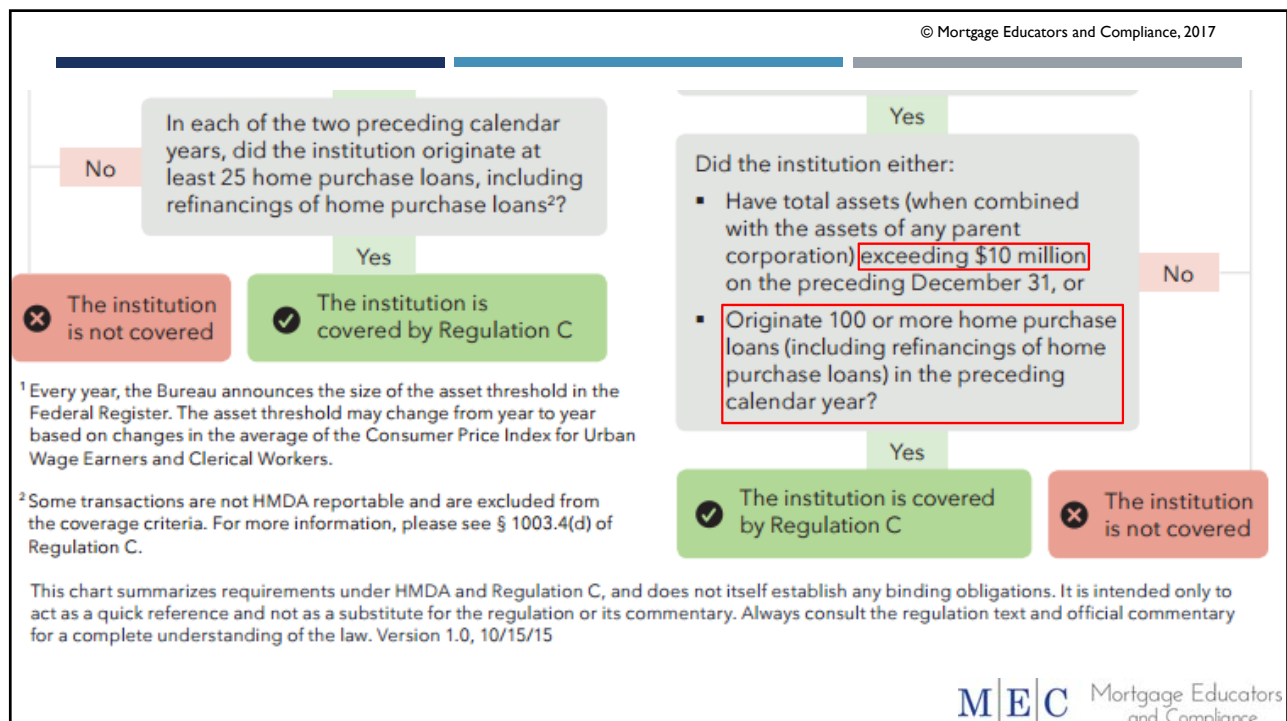 © Mortgage Educators and Compliance, 2017
In each of the two preceding calendar
years, did the institution originate at
least 25 home purchase loans, including
refinancings of home purchase loans²?
No
Yes
The institution
is not covered
The institution is
covered by Regulation C
¹ Every year, the Bureau announces the size of the asset threshold in the
Federal Register. The asset threshold may change from year to year
based on changes in the average of the Consumer Price Index for Urban
Wage Earners and Clerical Workers.
² Some transactions are not HMDA reportable and are excluded from
the coverage criteria. For more information, please see § 1003.4(d) of
Regulation C.
Yes
Did the institution either:
▪ Have total assets (when combined
with the assets of any parent
corporation) exceeding $10 million
on the preceding December 31, or
▪ Originate 100 or more home purchase
loans (including refinancings of home
purchase loans) in the preceding
calendar year?
No
Yes
The institution is covered
by Regulation C
The institution
is not covered
This chart summarizes requirements under HMDA and Regulation C, and does not itself establish any binding obligations. It is intended only to
act as a quick reference and not as a substitute for the regulation or its commentary. Always consult the regulation text and official commentary
for a complete understanding of the law. Version 1.0, 10/15/15
M|E|C Mortgage Educators
and Compliance